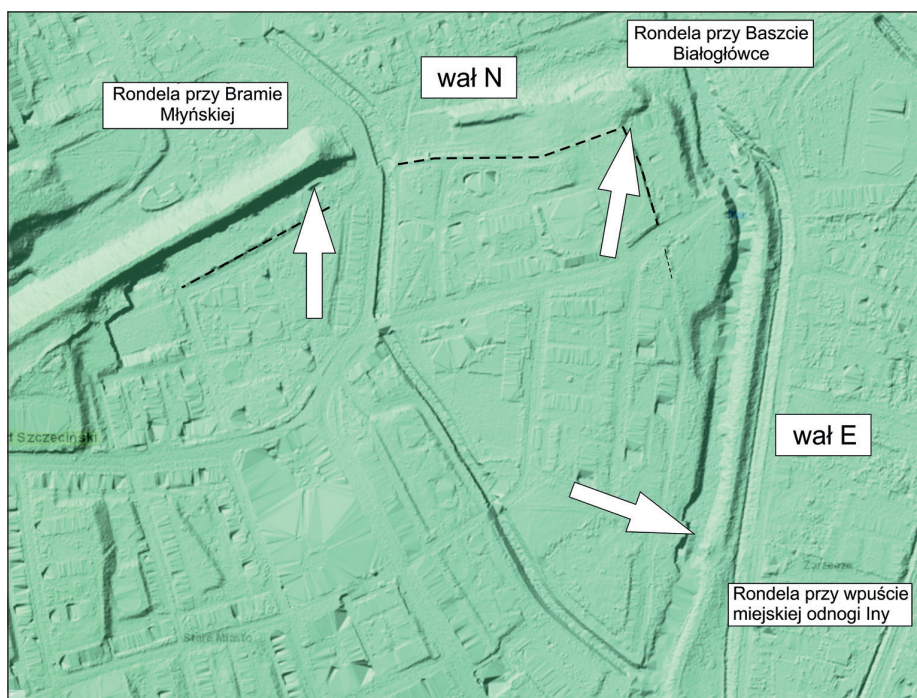 Rondela przy Baszcie
Białogłówce
wał N
Rondela przy Bramie
Młyńskiej
wał E
d Szczeciński
Zarzecze
Rondela przy wpuście
miejskiej odnogi Iny
Stare Miasto